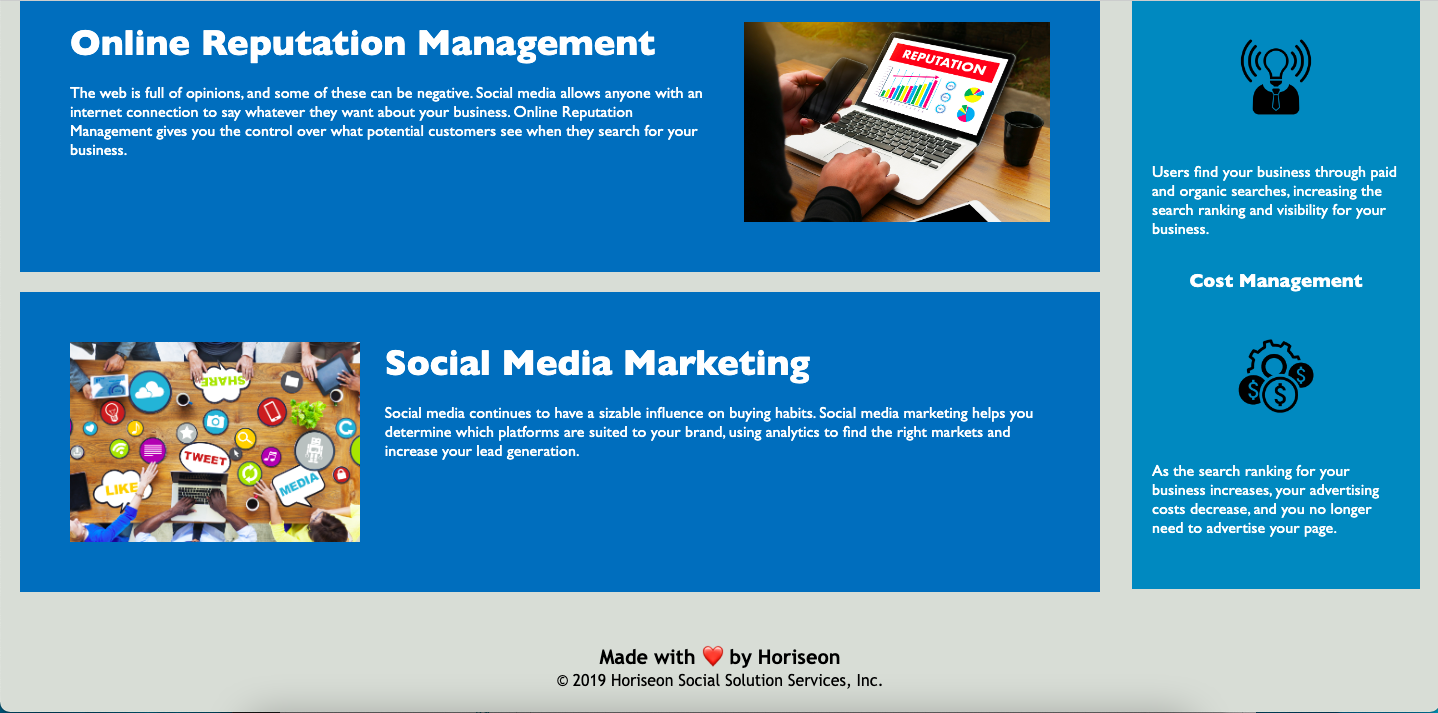 Online Reputation Management
The web is full of opinions, and some of these can be negative. Social media allows anyone with an
internet connection to say whatever they want about your business. Online Reputation
Management gives you the control over what potential customers see when they search for your
business.
REPUTATION
Social Media Marketing
Social media continues to have a sizable influence on buying habits. Social media marketing helps you
determine which platforms are suited to your brand, using analytics to find the right markets and
increase your lead generation.
SHARE
TWEET
LIKE
MEDIA
Users find your business through paid
and organic searches, increasing the
search ranking and visibility for your
business.
Cost Management
$
$
$
As the search ranking for your
business increases, your advertising
costs decrease, and you no longer
need to advertise your page.
Made with ❤️ by Horiseon
© 2019 Horiseon Social Solution Services, Inc.